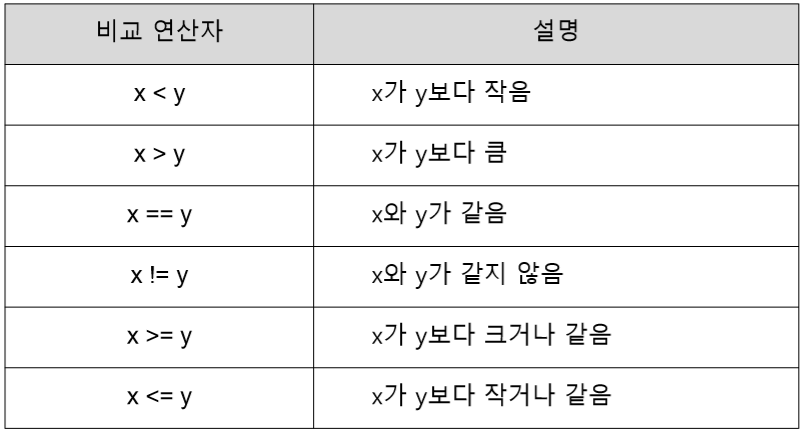 비교 연산자 설명
x < y x가 y보다 작음
x > y x가 y보다 큼
x == y x와 y가 같음
x != y x와 y가 같지 않음
x >= y x가 y보다 크거나 같음
x <= y x가 y보다 작거나 같음